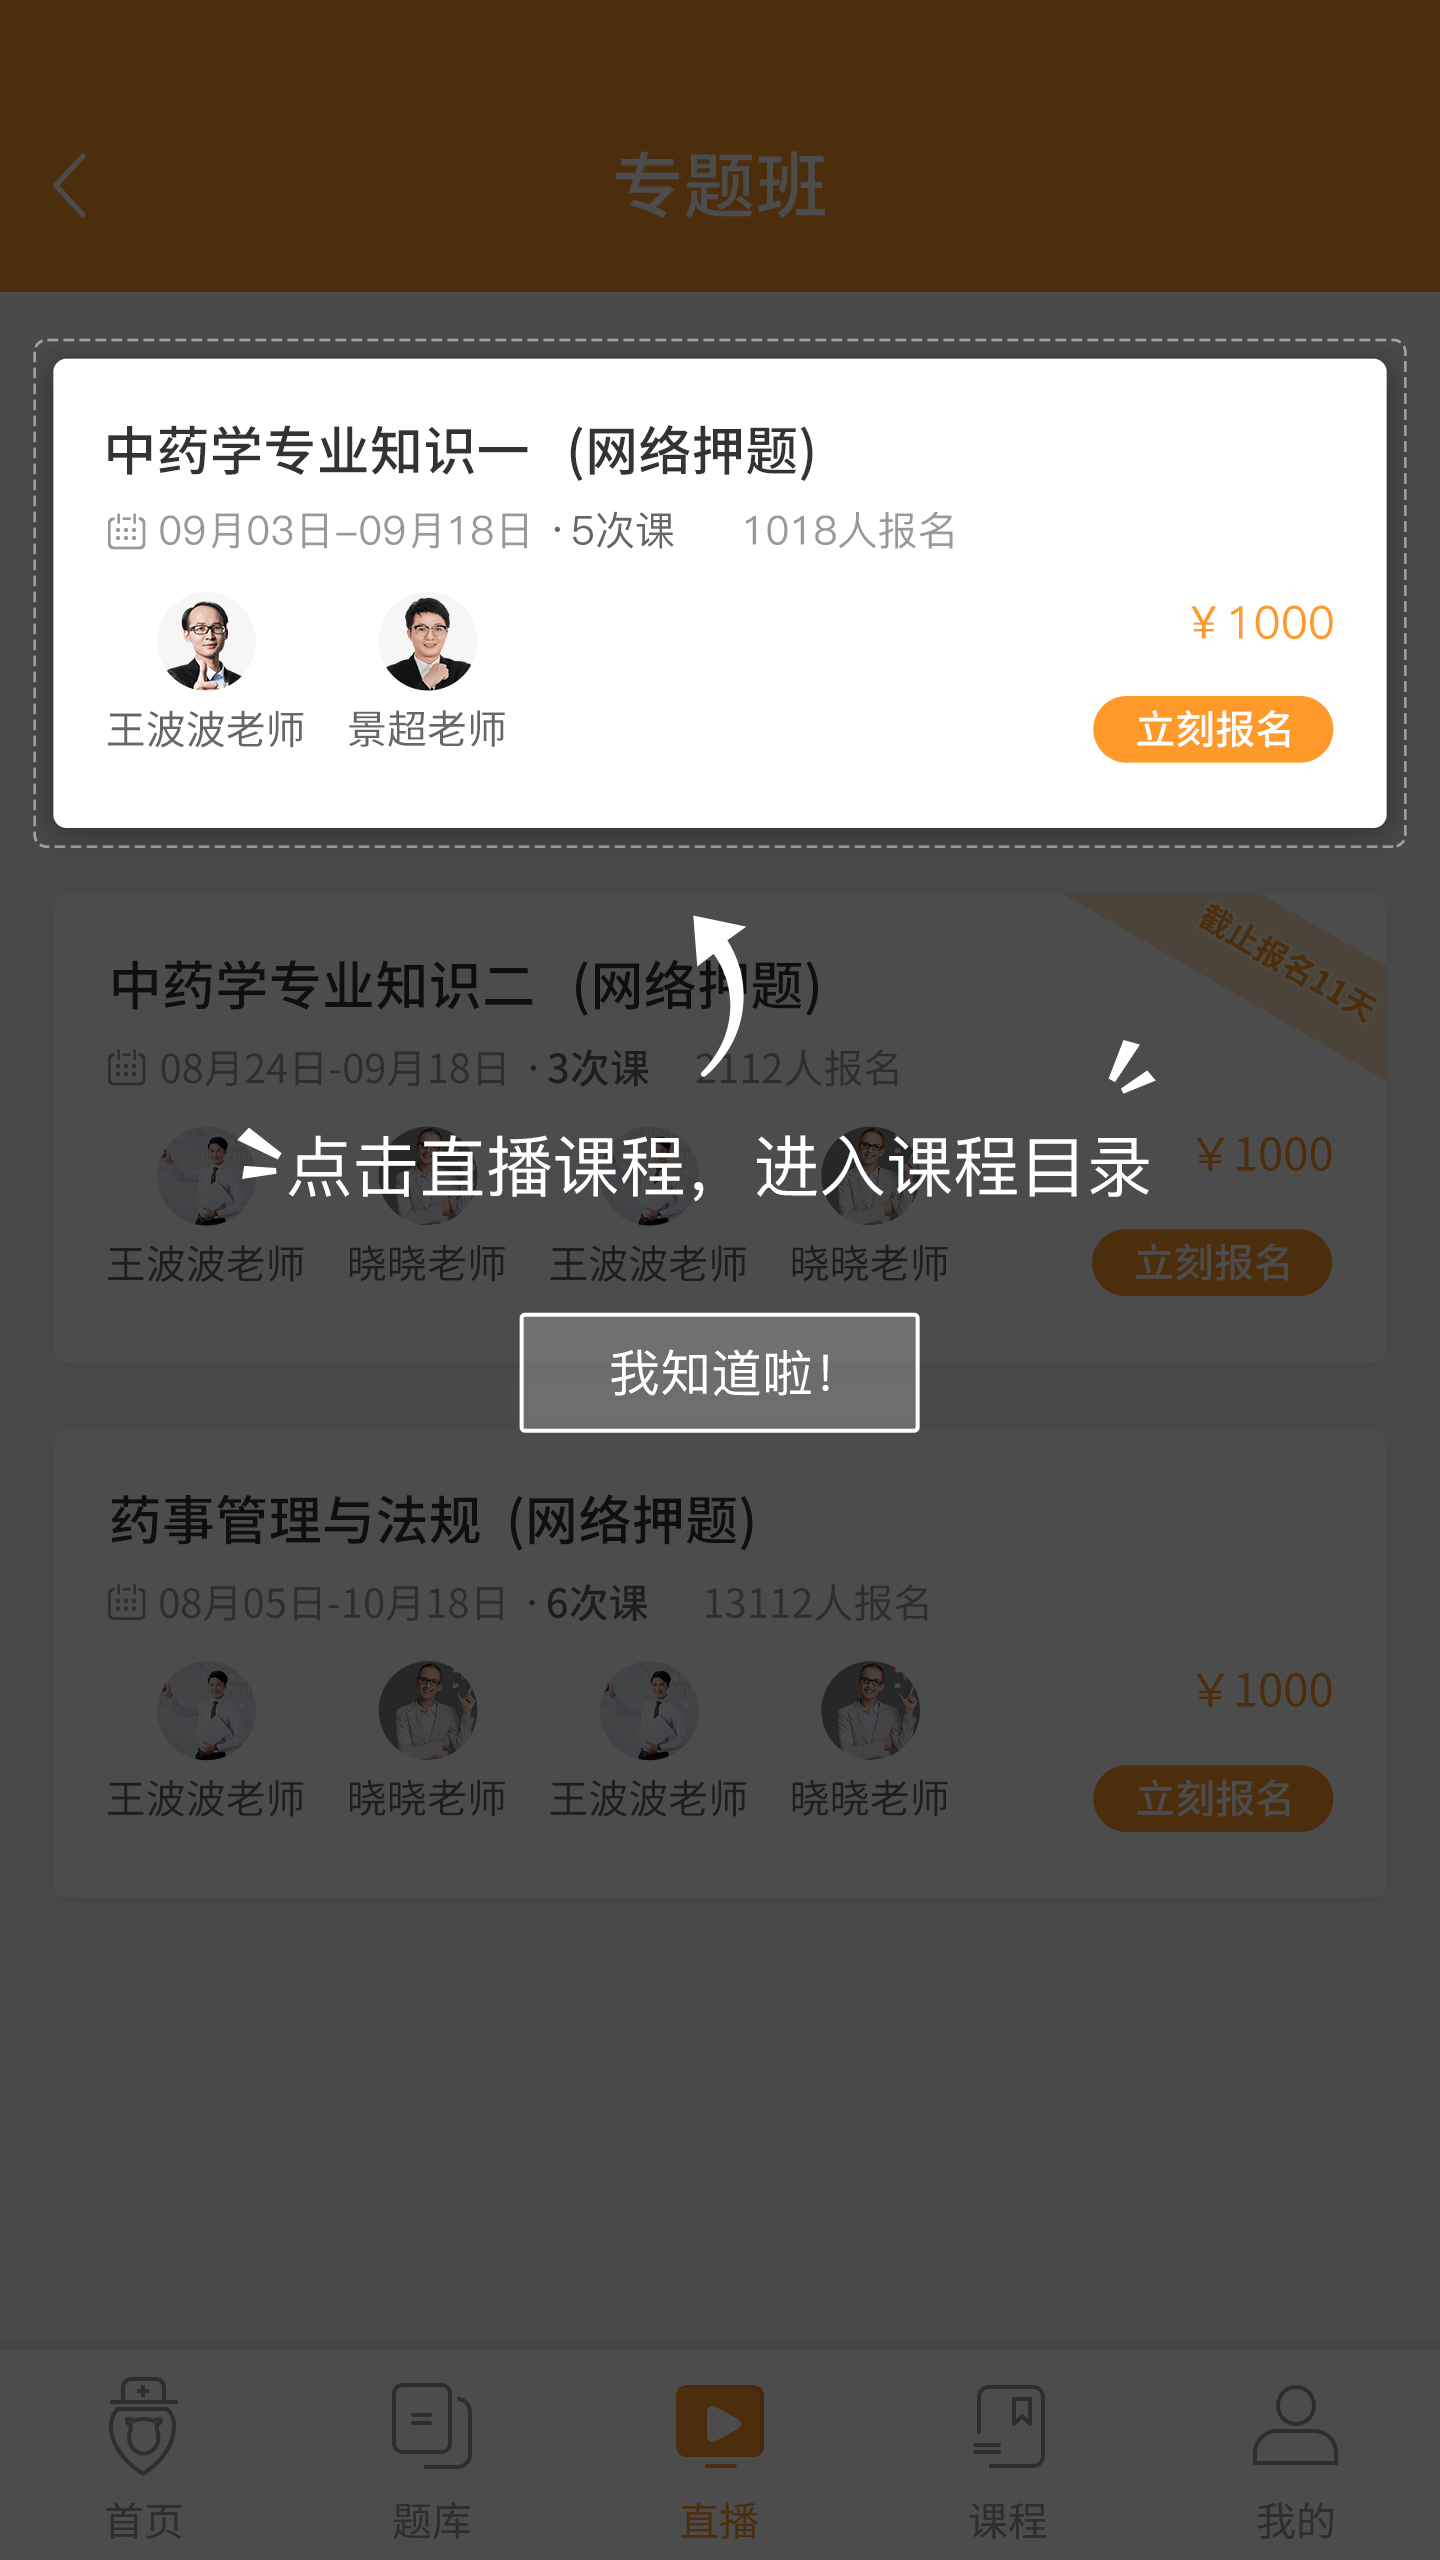 专题班
中药学专业知识一 (网络押题)
09月03日-09月18日 · 5次课 1018人报名
¥1000
王波波老师 景超老师
立刻报名
截止报名11天
中药学专业知识二 (网络押题)
08月24日-09月18日 · 3次课 2112人报名
点击直播课程，进入课程目录
¥1000
王波波老师 晓晓老师 王波波老师 晓晓老师
立刻报名
我知道啦！
药事管理与法规 (网络押题)
08月05日-10月18日 · 6次课 13112人报名
¥1000
王波波老师 晓晓老师 王波波老师 晓晓老师
立刻报名
首页 题库 直播 课程 我的